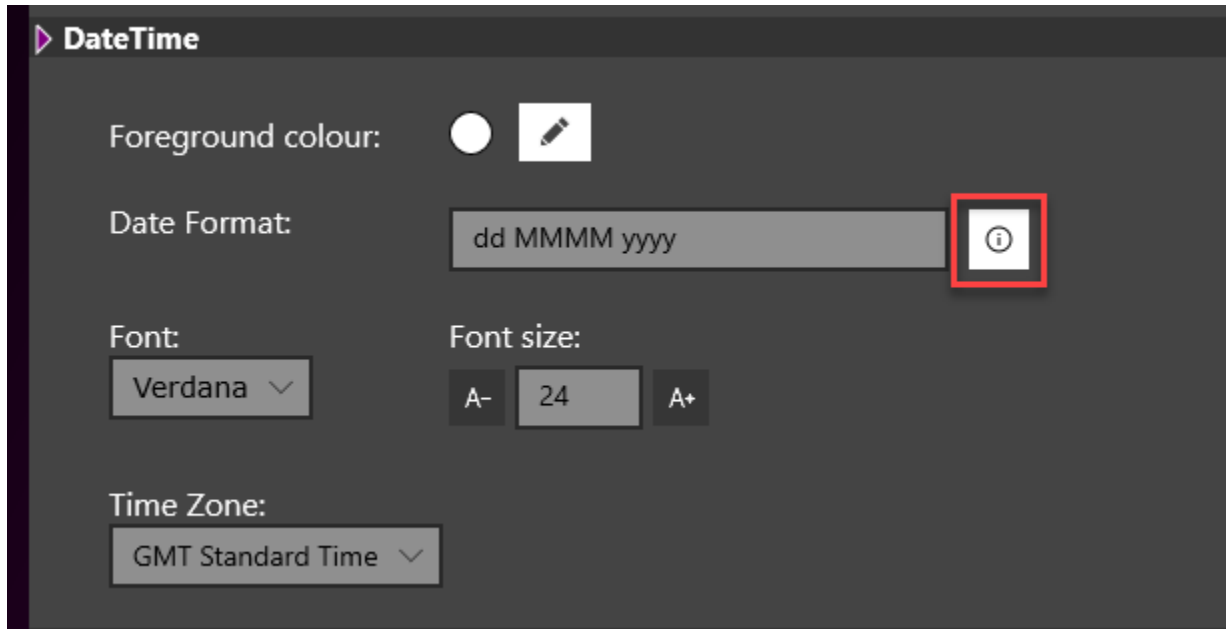 DateTime
Foreground colour:
Date Format:
dd MMMM yyyy
Font:
Font size:
Verdana
A-
24
A+
Time Zone:
GMT Standard Time